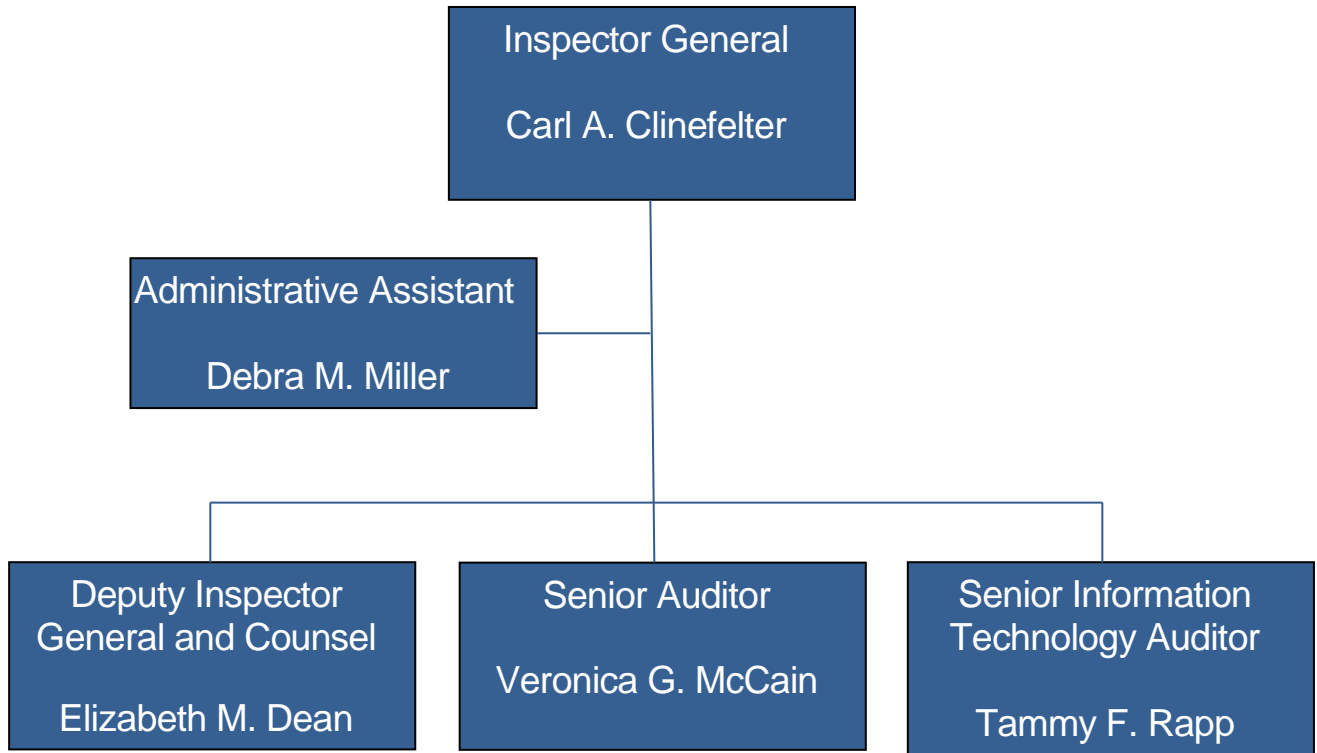 Inspector General
Carl A. Clinefelter
Administrative Assistant
Debra M. Miller
Deputy Inspector
General and Counsel
Elizabeth M. Dean
Senior Auditor
Veronica G. McCain
Senior Information
Technology Auditor
Tammy F. Rapp